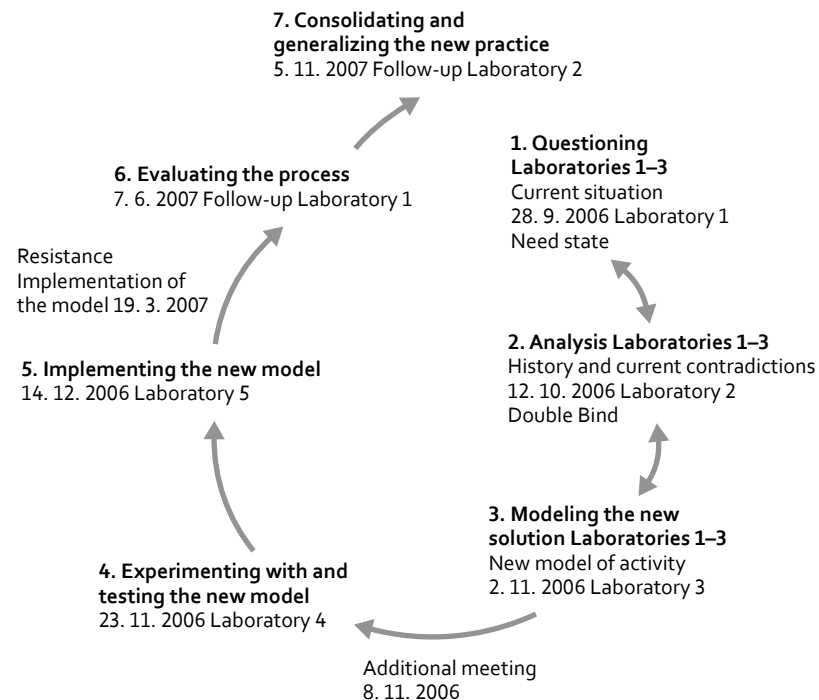 7. Consolidating and
generalizing the new practice
5. 11. 2007 Follow-up Laboratory 2
1. Questioning
Laboratories 1–3
Current situation
28. 9. 2006 Laboratory 1
Need state
6. Evaluating the process
7. 6. 2007 Follow-up Laboratory 1
Resistance
Implementation of
the model 19. 3. 2007
2. Analysis Laboratories 1–3
History and current contradictions
12. 10. 2006 Laboratory 2
Double Bind
5. Implementing the new model
14. 12. 2006 Laboratory 5
3. Modeling the new
solution Laboratories 1–3
New model of activity
2. 11. 2006 Laboratory 3
4. Experimenting with and
testing the new model
23. 11. 2006 Laboratory 4
Additional meeting
8. 11. 2006